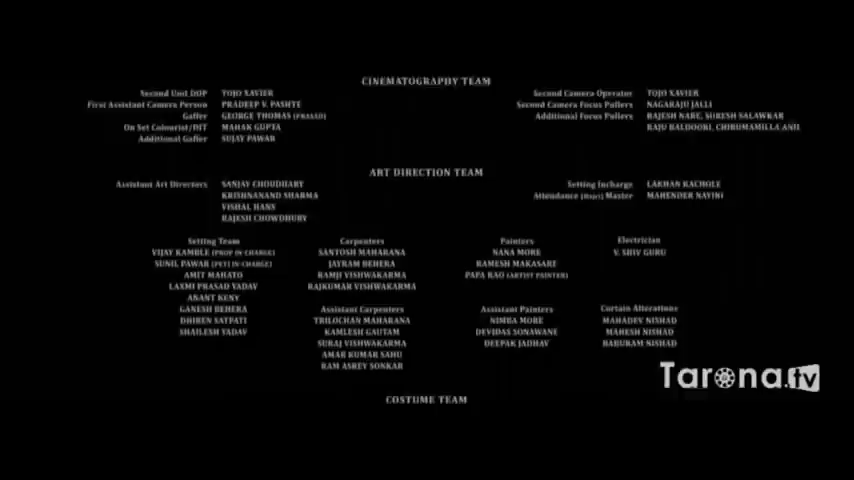 CINEMATOGRAPHY TEAM
Second Unit DOP TOJO XAVIER
First Assistant Camera Person PRADEEP V. PASHTE
Gaffer GEORGE THOMAS (PRASAD)
On Set Colourist/DIT MAHAK GUPTA
Additional Gaffer SUJAY PAWAR
Second Camera Operator TOJO XAVIER
Second Camera Focus Pullers NAGARAJU JALLI
Additional Focus Pullers RAJESH NARE, SURESH SALAWKAR
RAJU BALDOORI, CHIRUMAMILLA ANIL
ART DIRECTION TEAM
Assistant Art Directors SANJAY CHOUDHARY
KRISHNANAND SHARMA
VISHAL HANS
RAJESH CHOWDHURY
Setting Incharge LAKHAN KACHOLE
Attendance Master MAHENDER NAYINI
Setting Team
VIJAY KAMBLE (PROP IN-CHARGE)
SUNIL PAWAR IN-CHARGE)
AMIT MAHATO
LAXMI PRASAD YADAV
ANANT KENY
GANESH BEHERA
DHIREN SATPATI
SHAILESH YADAV
Carpenters
SANTOSH MAHARANA
JAYRAM BEHERA
RAMJI VISHWAKARMA
RAJKUMAR VISHWAKARMA
Assistant Carpenters
TRILOCHAN MAHARANA
KAMLESH GAUTAM
SURAJ VISHWAKARMA
AMAR KUMAR SAHU
RAM ASREY SONKAR
Painters
NANA MORE
RAMESH MAKASARE
PAPA RAO (ARTIST PAINTER)
Assistant Painters
NIMBA MORE
DEVIDAS SONAWANE
DEEPAK JADHAV
Electrician
V. SHIV GURU
Curtain Alterations
MAHADEV NISHAD
MAHESH NISHAD
BABURAM NISHAD
Tarona.tv
COSTUME TEAM